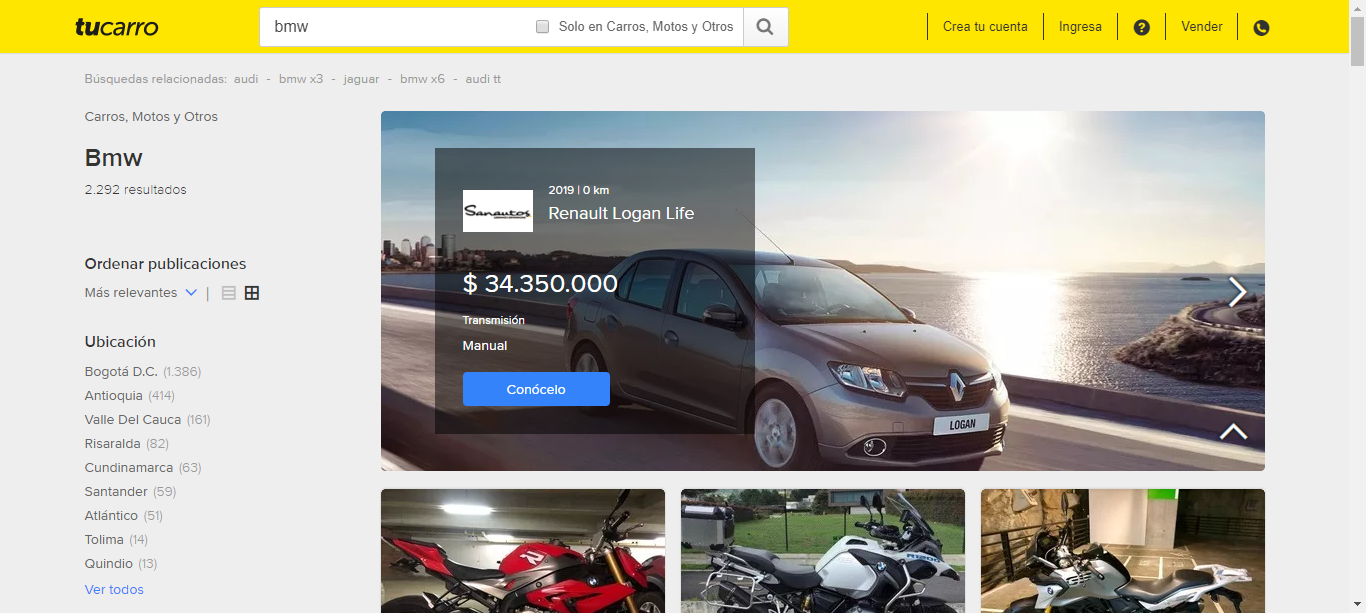 tucarro
bmw
Solo en Carros, Motos y Otros
Crea tu cuenta
Ingresa
?
Vender
Búsquedas relacionadas: audi - bmw x3 - jaguar - bmw x6 - audi tt
Carros, Motos y Otros
Bmw
2.292 resultados
Ordenar publicaciones
Más relevantes |
Ubicación
Bogotá D.C. (1.386)
Antioquia (414)
Valle Del Cauca (161)
Risaralda (82)
Cundinamarca (63)
Santander (59)
Atlántico (51)
Tolima (14)
Quindio (13)
Ver todos
Sanautos
2019 | 0 km
Renault Logan Life
$ 34.350.000
Transmisión
Manual
Conócelo
LOGAN
R
R1200